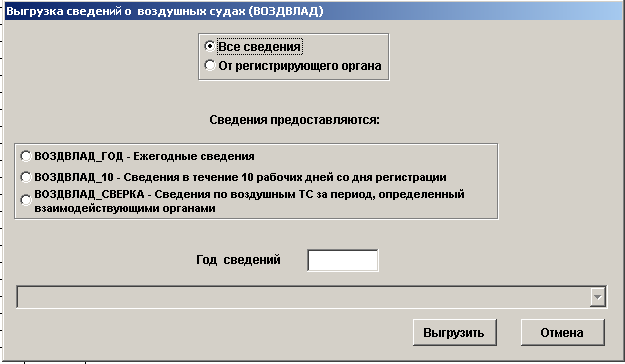 Выгрузка сведений о воздушных судах (ВОЗДВЛАД)
Все сведения
От регистрирующего органа
Сведения предоставляются:
ВОЗДВЛАД_ГОД - Ежегодные сведения
ВОЗДВЛАД_10 - Сведения в течение 10 рабочих дней со дня регистрации
ВОЗДВЛАД_СВЕРКА - Сведения по воздушным ТС за период, определенный
взаимодействующими органами
Год сведений
Выгрузить Отмена